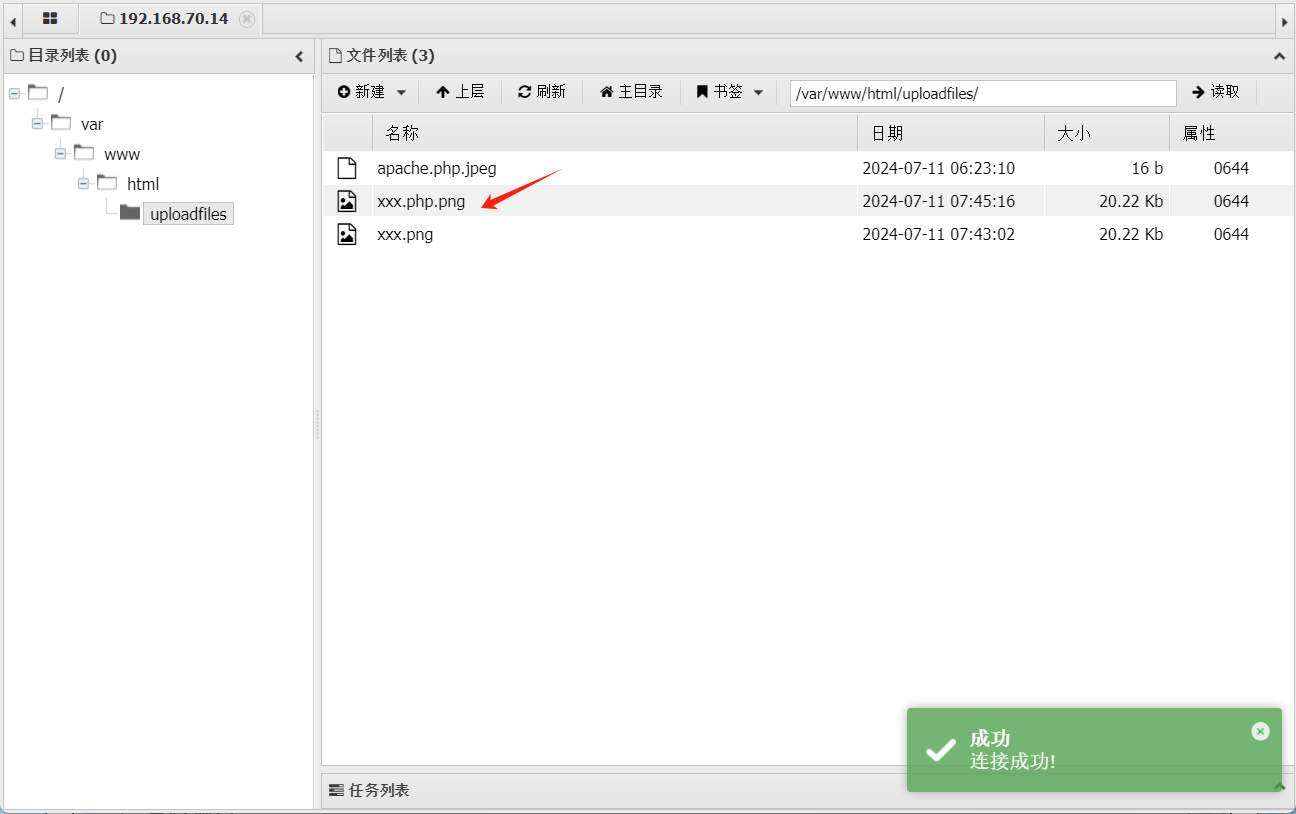 192.168.70.14
目录列表 (0)
/
var
www
html
uploadfiles
文件列表 (3)
新建 上层 刷新 主目录 书签 /var/www/html/uploadfiles/ 读取
名称 日期 大小 属性
apache.php.jpeg 2024-07-11 06:23:10 16 b 0644
xxx.php.png 2024-07-11 07:45:16 20.22 Kb 0644
xxx.png 2024-07-11 07:43:02 20.22 Kb 0644
成功
连接成功!
任务列表